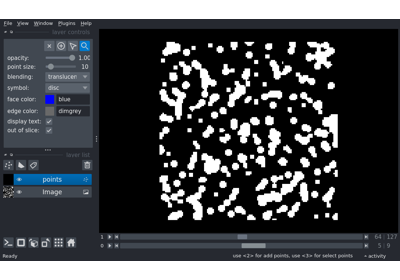 File View Window Plugins Help
layer controls
opacity: 1.00
point size: 10
blending: translucen
symbol: disc
face color: blue
edge color: dimgrey
display text:
out of slice:
layer list
points
Image
1 64 127
0 5 9
Ready use <2> for add points, use <3> for select points activity